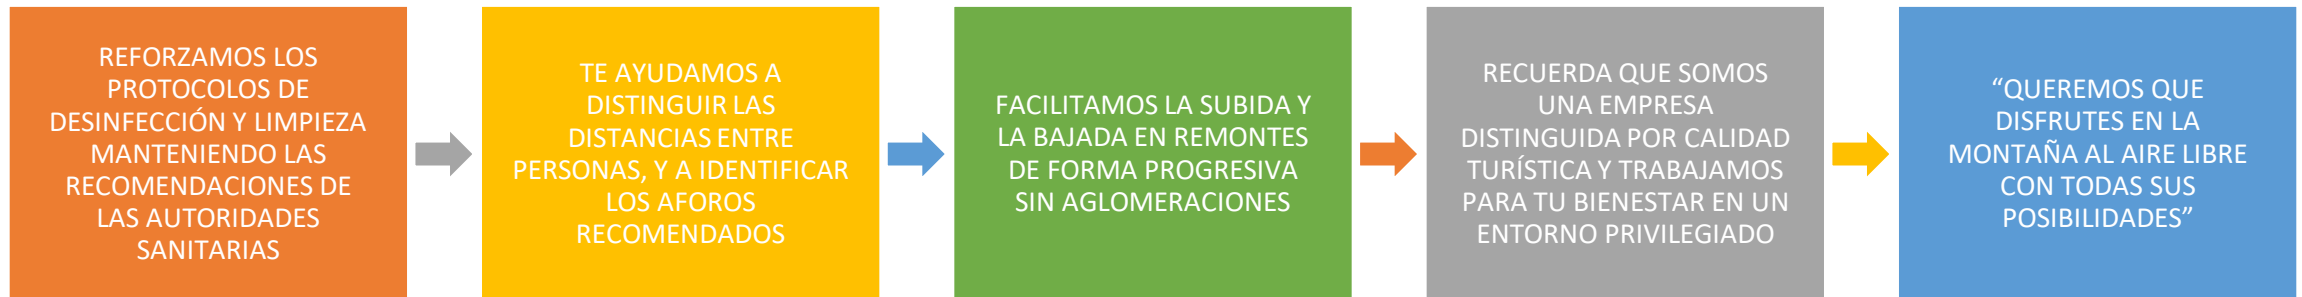 REFORZAMOS LOS
PROTOCOLOS DE
DESINFECCIÓN Y LIMPIEZA
MANTENIENDO LAS
RECOMENDACIONES DE
LAS AUTORIDADES
SANITARIAS
TE AYUDAMOS A
DISTINGUIR LAS
DISTANCIAS ENTRE
PERSONAS, Y A IDENTIFICAR
LOS AFOROS
RECOMENDADOS
FACILITAMOS LA SUBIDA Y
LA BAJADA EN REMONTES
DE FORMA PROGRESIVA
SIN AGLOMERACIONES
RECUERDA QUE SOMOS
UNA EMPRESA
DISTINGUIDA POR CALIDAD
TURÍSTICA Y TRABAJAMOS
PARA TU BIENESTAR EN UN
ENTORNO PRIVILEGIADO
“QUEREMOS QUE
DISFRUTES EN LA
MONTAÑA AL AIRE LIBRE
CON TODAS SUS
POSIBILIDADES”